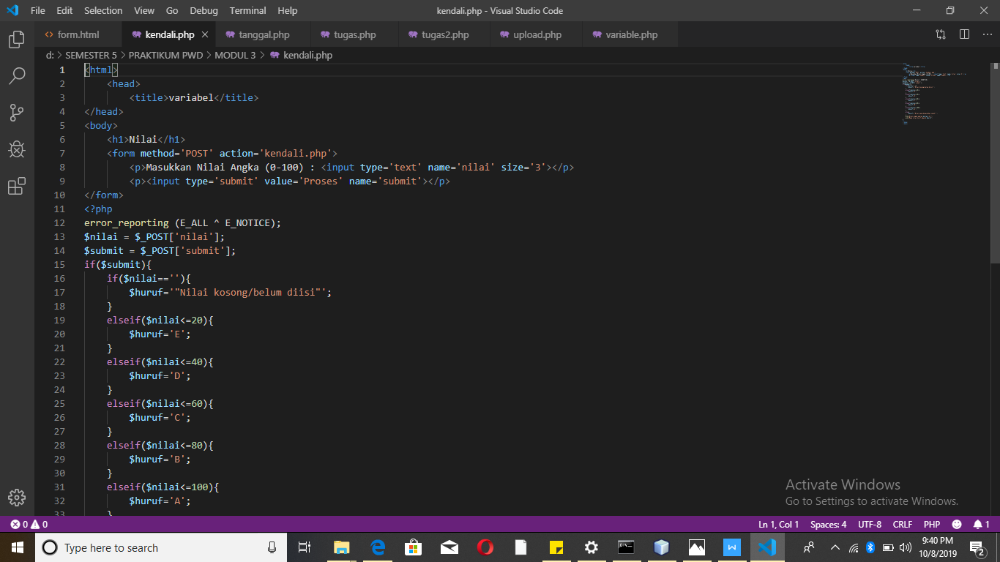 File Edit Selection View Go Debug Terminal Help kendali.php - Visual Studio Code
form.html kendali.php tanggal.php tugas.php tugas2.php upload.php variable.php
d: > SEMESTER 5 > PRAKTIKUM PWD > MODUL 3 > kendali.php
1 <html>
2     <head>
3         <title>variabel</title>
4 </head>
5 <body>
6     <h1>Nilai</h1>
7     <form method='POST' action='kendali.php'>
8         <p>Masukkan Nilai Angka (0-100) : <input type='text' name='nilai' size='3'></p>
9         <p><input type='submit' value='Proses' name='submit'></p>
10 </form>
11 <?php
12 error_reporting (E_ALL ^ E_NOTICE);
13 $nilai = $_POST['nilai'];
14 $submit = $_POST['submit'];
15 if($submit){
16     if($nilai==''){
17         $huruf='"Nilai kosong/belum diisi"';
18     }
19     elseif($nilai<=20){
20         $huruf='E';
21     }
22     elseif($nilai<=40){
23         $huruf='D';
24     }
25     elseif($nilai<=60){
26         $huruf='C';
27     }
28     elseif($nilai<=80){
29         $huruf='B';
30     }
31     elseif($nilai<=100){
32         $huruf='A';
33     }
Activate Windows
Go to Settings to activate Windows.
0 0 Ln 1, Col 1 Spaces: 4 UTF-8 CRLF PHP 1
Type here to search
9:40 PM
10/8/2019
2